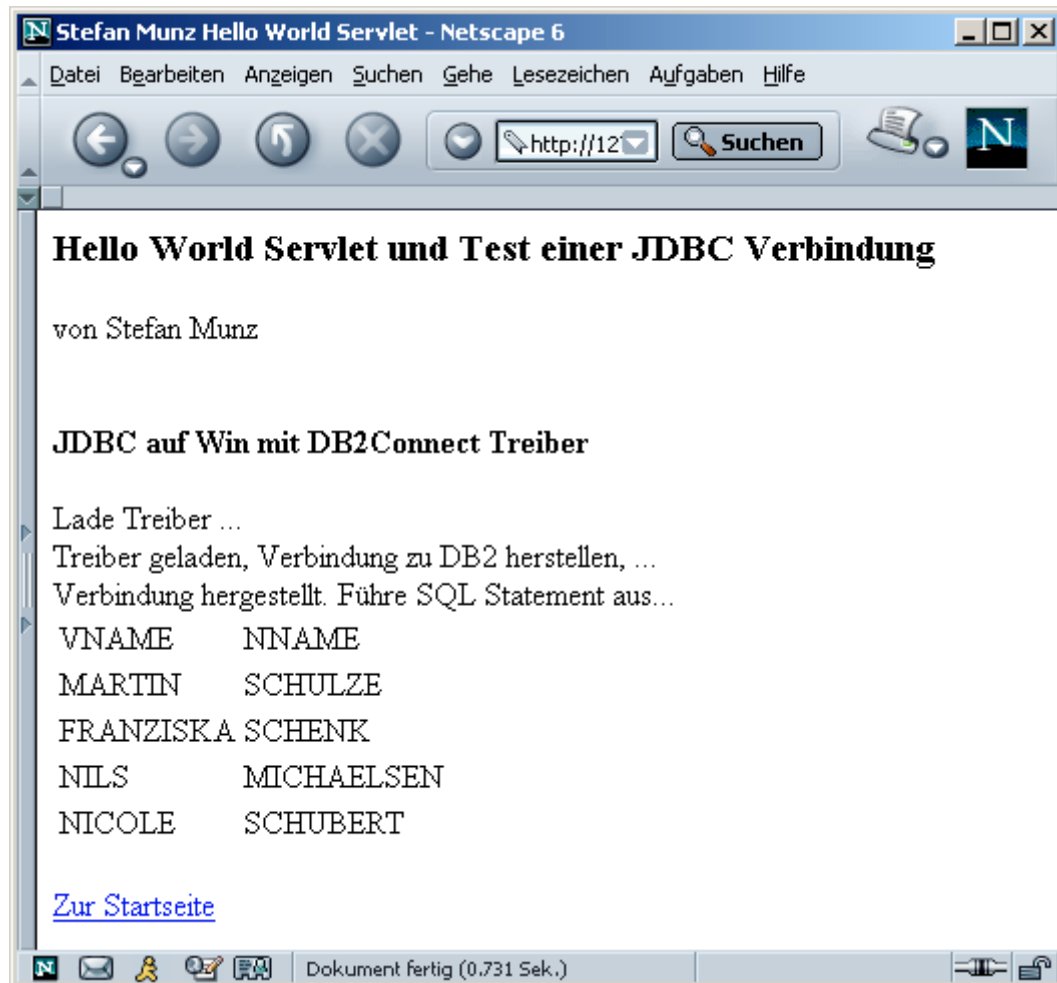 Stefan Munz Hello World Servlet - Netscape 6
Datei Bearbeiten Anzeigen Suchen Gehe Lesezeichen Aufgaben Hilfe
http://12 Suchen N
Hello World Servlet und Test einer JDBC Verbindung
von Stefan Munz
JDBC auf Win mit DB2Connect Treiber
Lade Treiber ...
Treiber geladen, Verbindung zu DB2 herstellen, ...
Verbindung hergestellt. Führe SQL Statement aus...
VNAME NNAME
MARTIN SCHULZE
FRANZISKA SCHENK
NILS MICHAELSEN
NICOLE SCHUBERT
Zur Startseite
Dokument fertig (0.731 Sek.)